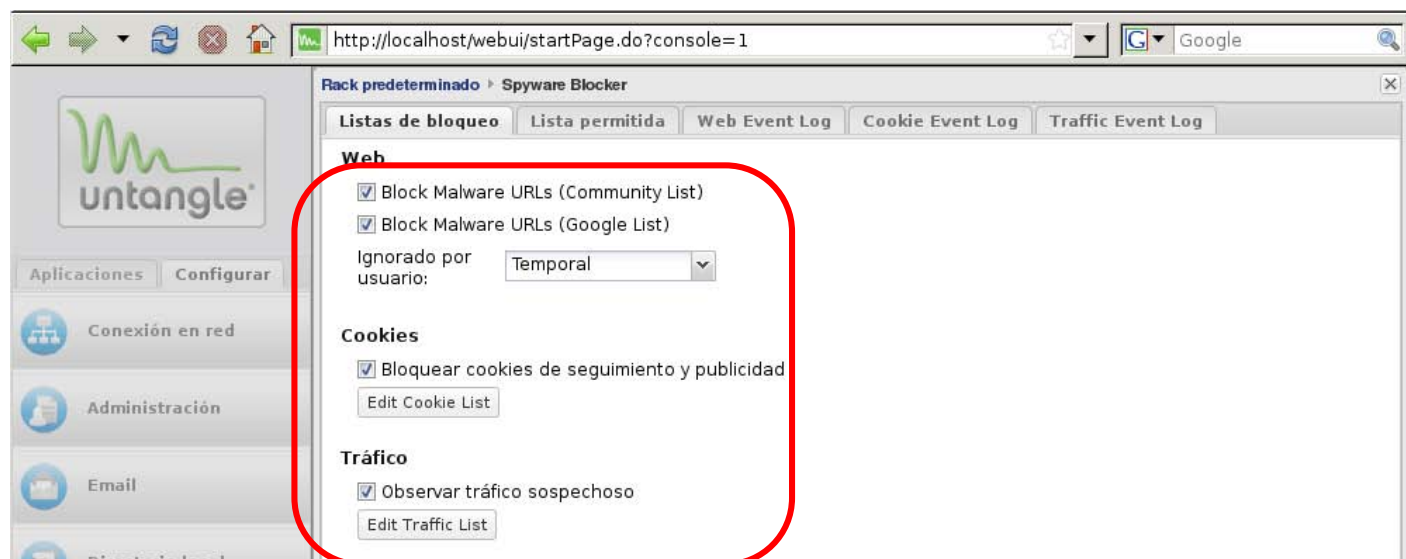 http://localhost/webui/startPage.do?console=1
G
Google
untangle
Aplicaciones
Configurar
Conexión en red
Administración
Email
Rack predeterminado
Spyware Blocker
Listas de bloqueo
Lista permitida
Web Event Log
Cookie Event Log
Traffic Event Log
Web
Block Malware URLs (Community List)
Block Malware URLs (Google List)
Ignorado por
usuario:
Temporal
Cookies
Bloquear cookies de seguimiento y publicidad
Edit Cookie List
Tráfico
Observar tráfico sospechoso
Edit Traffic List